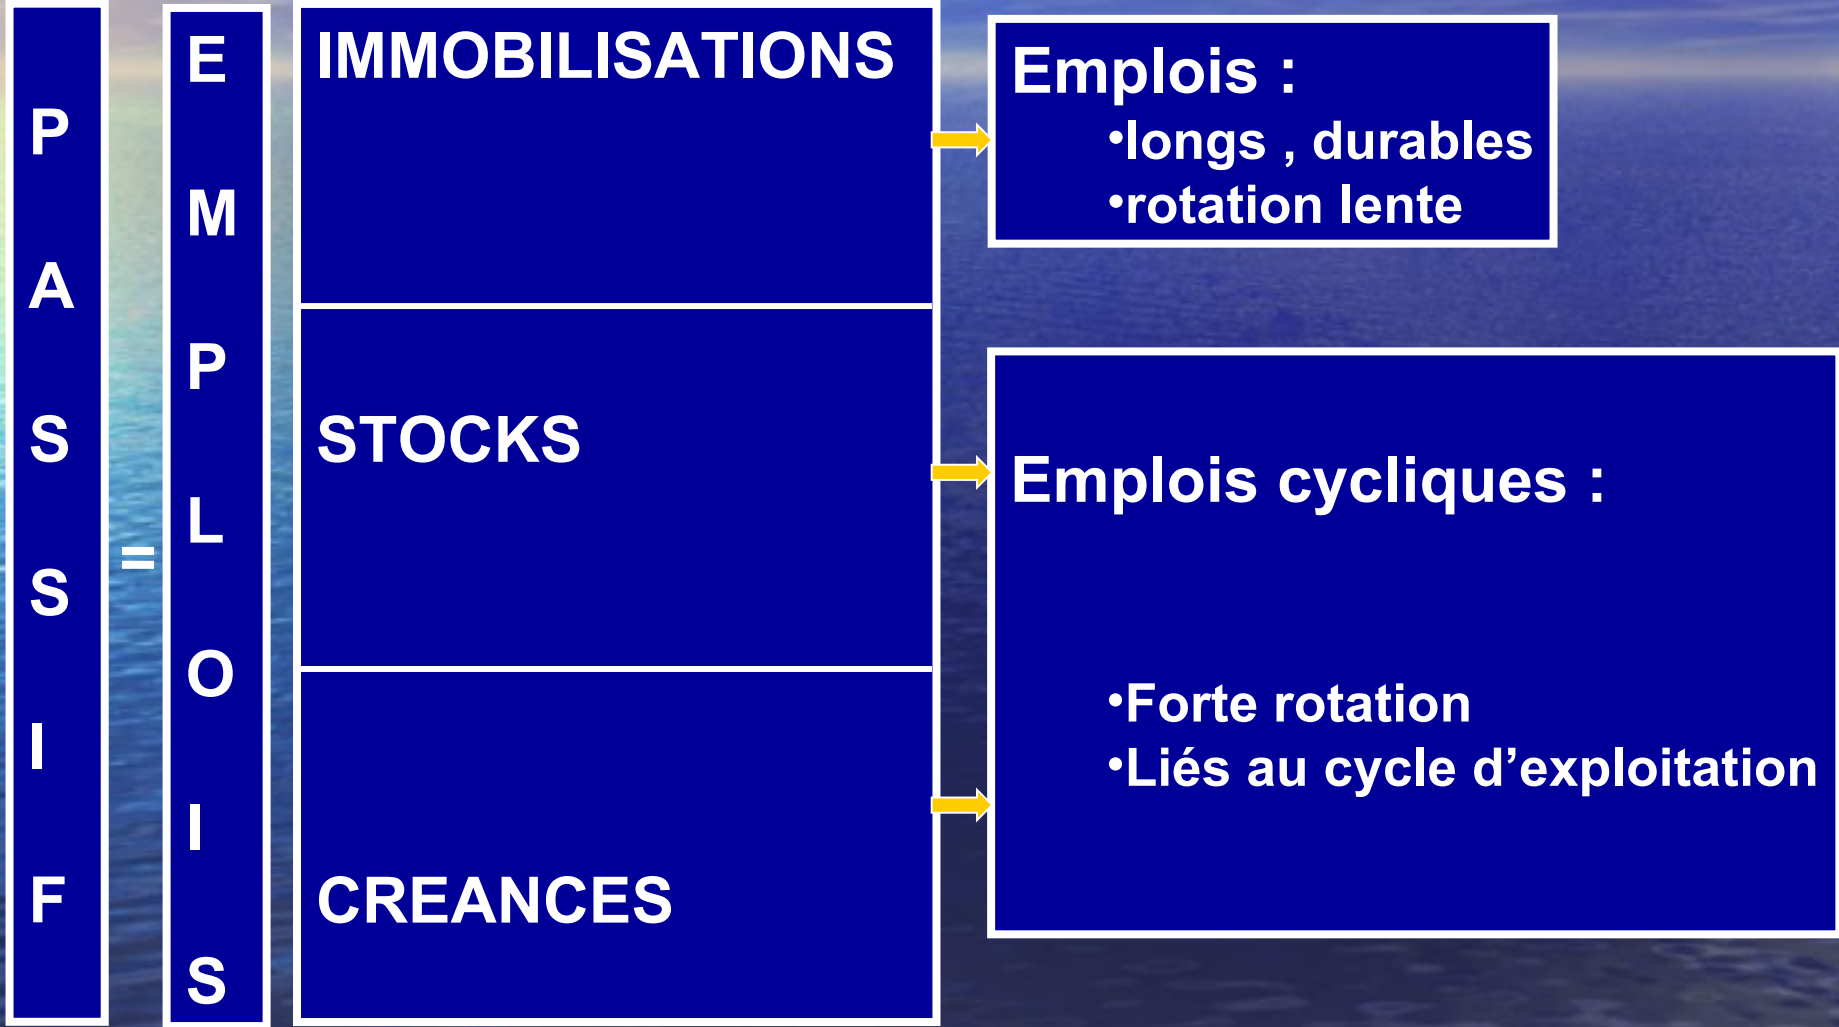 PASSIF
=
EMPLOIS
IMMOBILISATIONS
STOCKS
CREANCES
Emplois :
•longs , durables
•rotation lente
Emplois cycliques :
•Forte rotation
•Liés au cycle d’exploitation